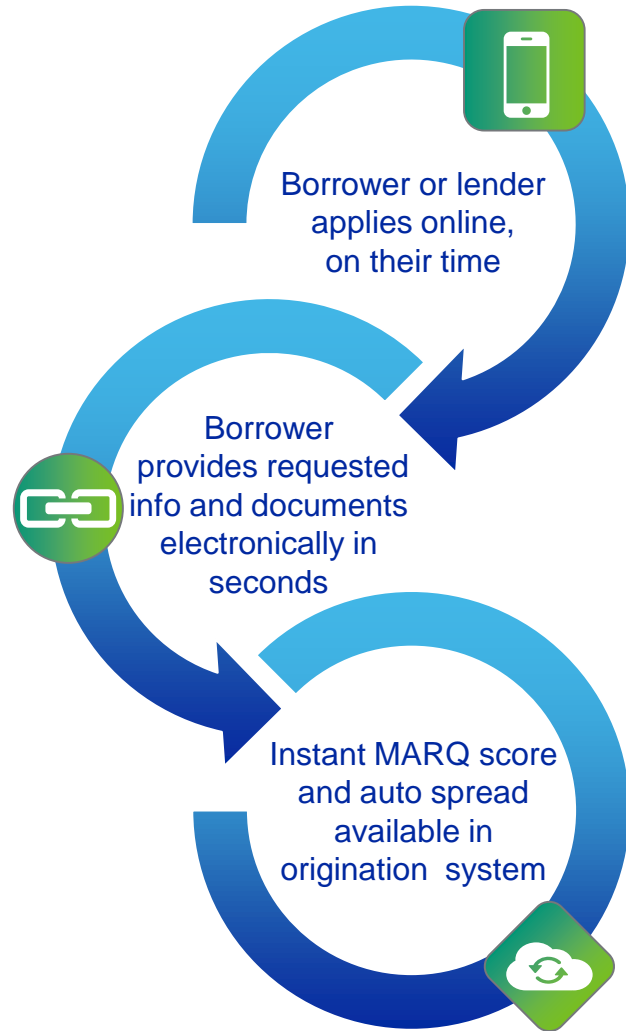 Borrower or lender
applies online,
on their time
Borrower
provides requested
info and documents
electronically in
seconds
Instant MARQ score
and auto spread
available in
origination system